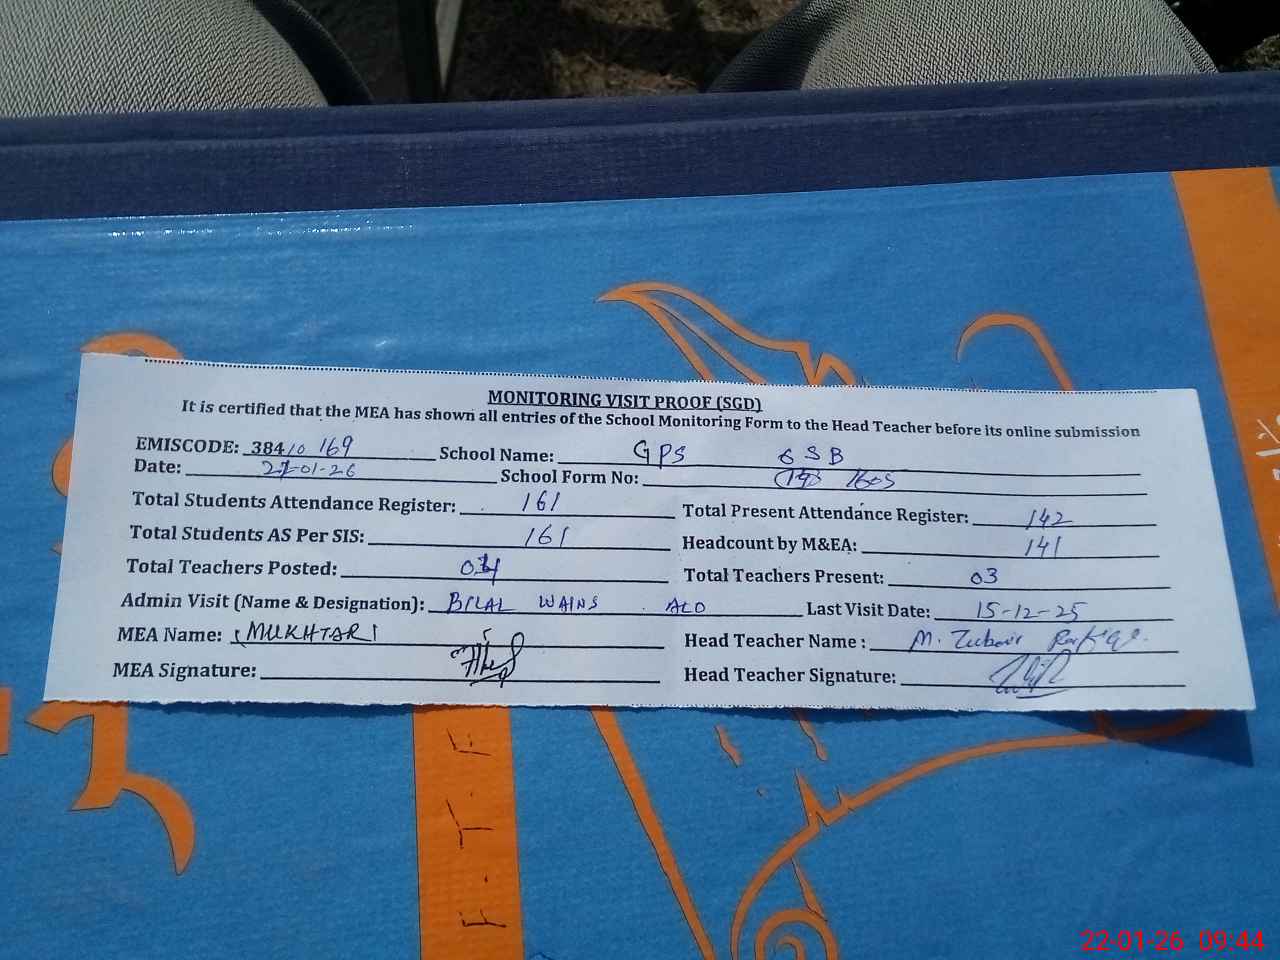 MONITORING VISIT PROOF (SGD)
It is certified that the MEA has shown all entries of the School Monitoring Form to the Head Teacher before its online submission
EMISCODE: 38410169 School Name: GPS 6 SB
Date: 22-01-26 School Form No:
Total Students Attendance Register: 161 Total Present Attendance Register: 142
Total Students AS Per SIS: 161 Headcount by M&EA: 141
Total Teachers Posted: 04 Total Teachers Present: 03
Admin Visit (Name & Designation): BILAL WAINS AEO Last Visit Date: 15-12-25
MEA Name: MUKHTAR Head Teacher Name : M. Zubair Rafiq
MEA Signature: Head Teacher Signature:
22-01-26 09:44